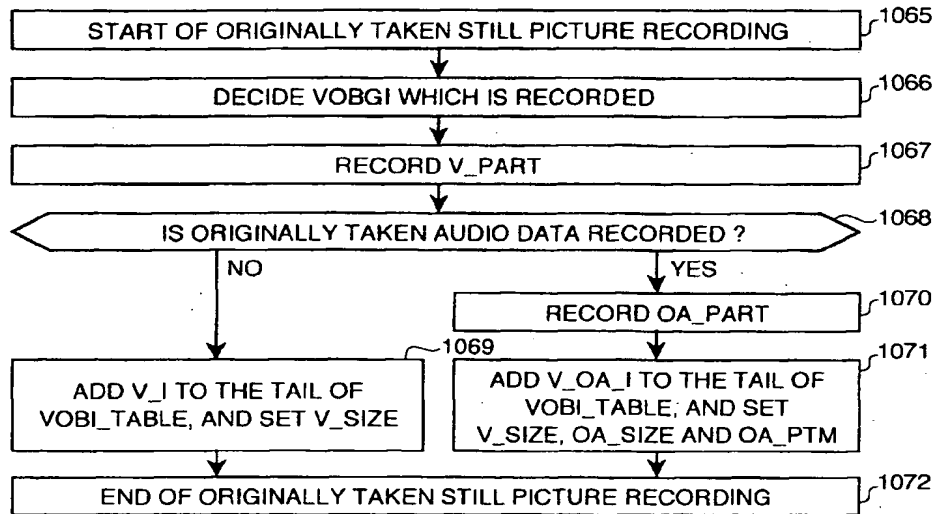 START OF ORIGINALLY TAKEN STILL PICTURE RECORDING
1065
DECIDE VOBGI WHICH IS RECORDED
1066
RECORD V_PART
1067
IS ORIGINALLY TAKEN AUDIO DATA RECORDED ?
1068
NO
YES
RECORD OA_PART
1070
1069
1071
ADD V_I TO THE TAIL OF
VOBI_TABLE, AND SET V_SIZE
ADD V_OA_I TO THE TAIL OF
VOBI_TABLE, AND SET
V_SIZE, OA_SIZE AND OA_PTM
END OF ORIGINALLY TAKEN STILL PICTURE RECORDING
1072